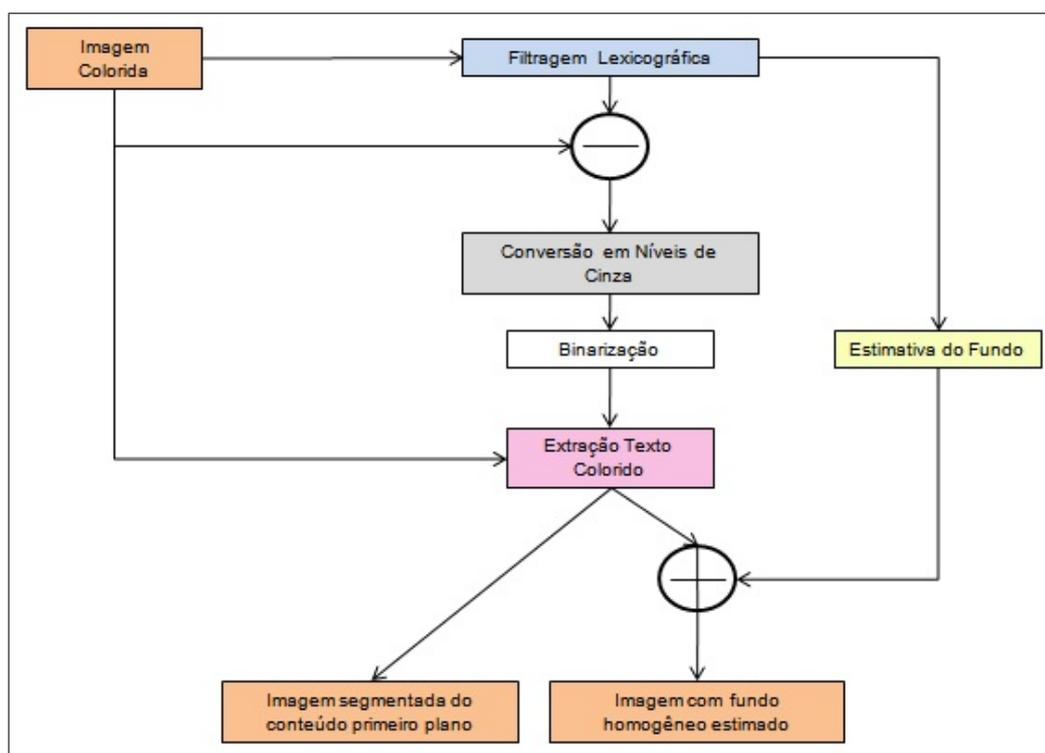 Imagem
Colorida
Filtragem Lexicográfica
Conversão em Níveis de
Cinza
Binarização
Estimativa do Fundo
Extração Texto
Colorido
Imagem segmentada do
conteúdo primeiro plano
Imagem com fundo
homogêneo estimado